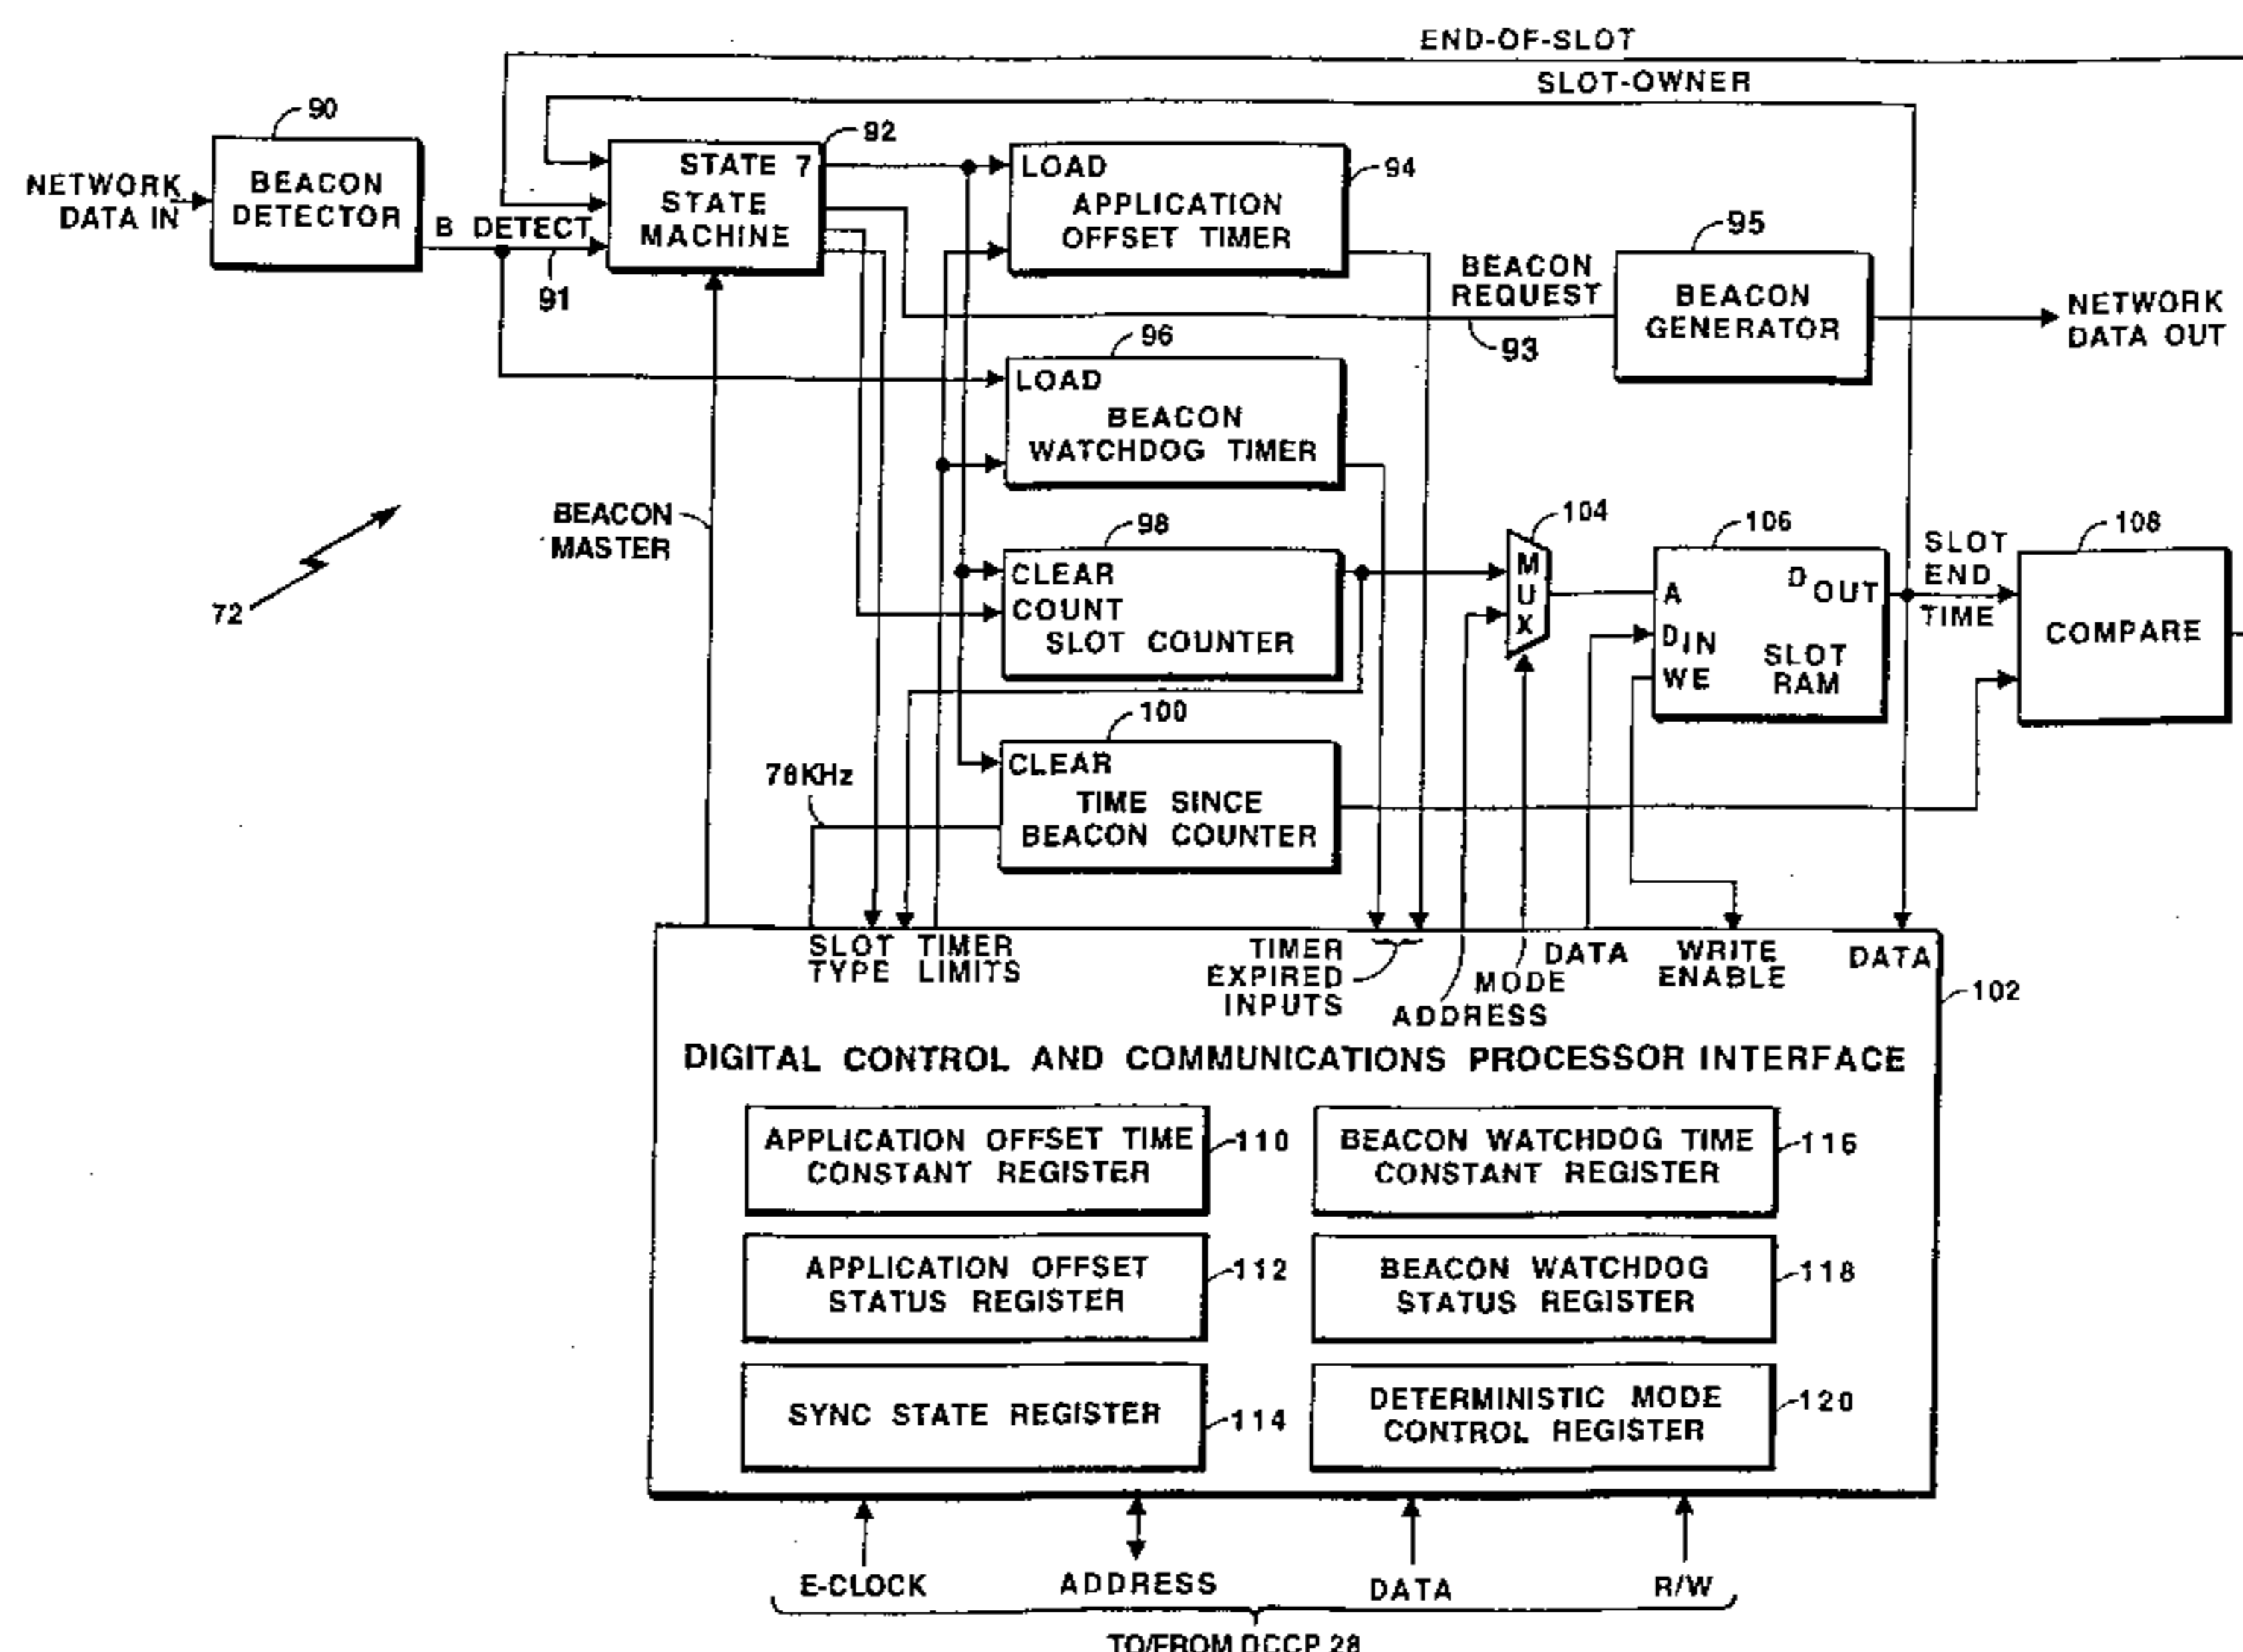 END-OF-SLOT
SLOT-OWNER
90
92
94
NETWORK
DATA IN
BEACON
DETECTOR
B DETECT
91
STATE 7
STATE
MACHINE
LOAD
APPLICATION
OFFSET TIMER
BEACON
REQUEST
93
95
BEACON
GENERATOR
NETWORK
DATA OUT
96
LOAD
BEACON
WATCHDOG TIMER
BEACON
MASTER
72
98
CLEAR
COUNT
SLOT COUNTER
104
MUX
106
A
DOUT
DIN
WE
SLOT
RAM
SLOT
END
TIME
108
COMPARE
78KHz
100
CLEAR
TIME SINCE
BEACON COUNTER
SLOT
TYPE
TIMER
LIMITS
TIMER
EXPIRED
INPUTS
ADDRESS
MODE
DATA
WRITE
ENABLE
DATA
102
DIGITAL CONTROL AND COMMUNICATIONS PROCESSOR INTERFACE
APPLICATION OFFSET TIME
CONSTANT REGISTER
110
BEACON WATCHDOG TIME
CONSTANT REGISTER
116
APPLICATION OFFSET
STATUS REGISTER
112
BEACON WATCHDOG
STATUS REGISTER
118
SYNC STATE REGISTER
114
DETERMINISTIC MODE
CONTROL REGISTER
120
E-CLOCK
ADDRESS
DATA
R/W
TO/FROM DCCP 28